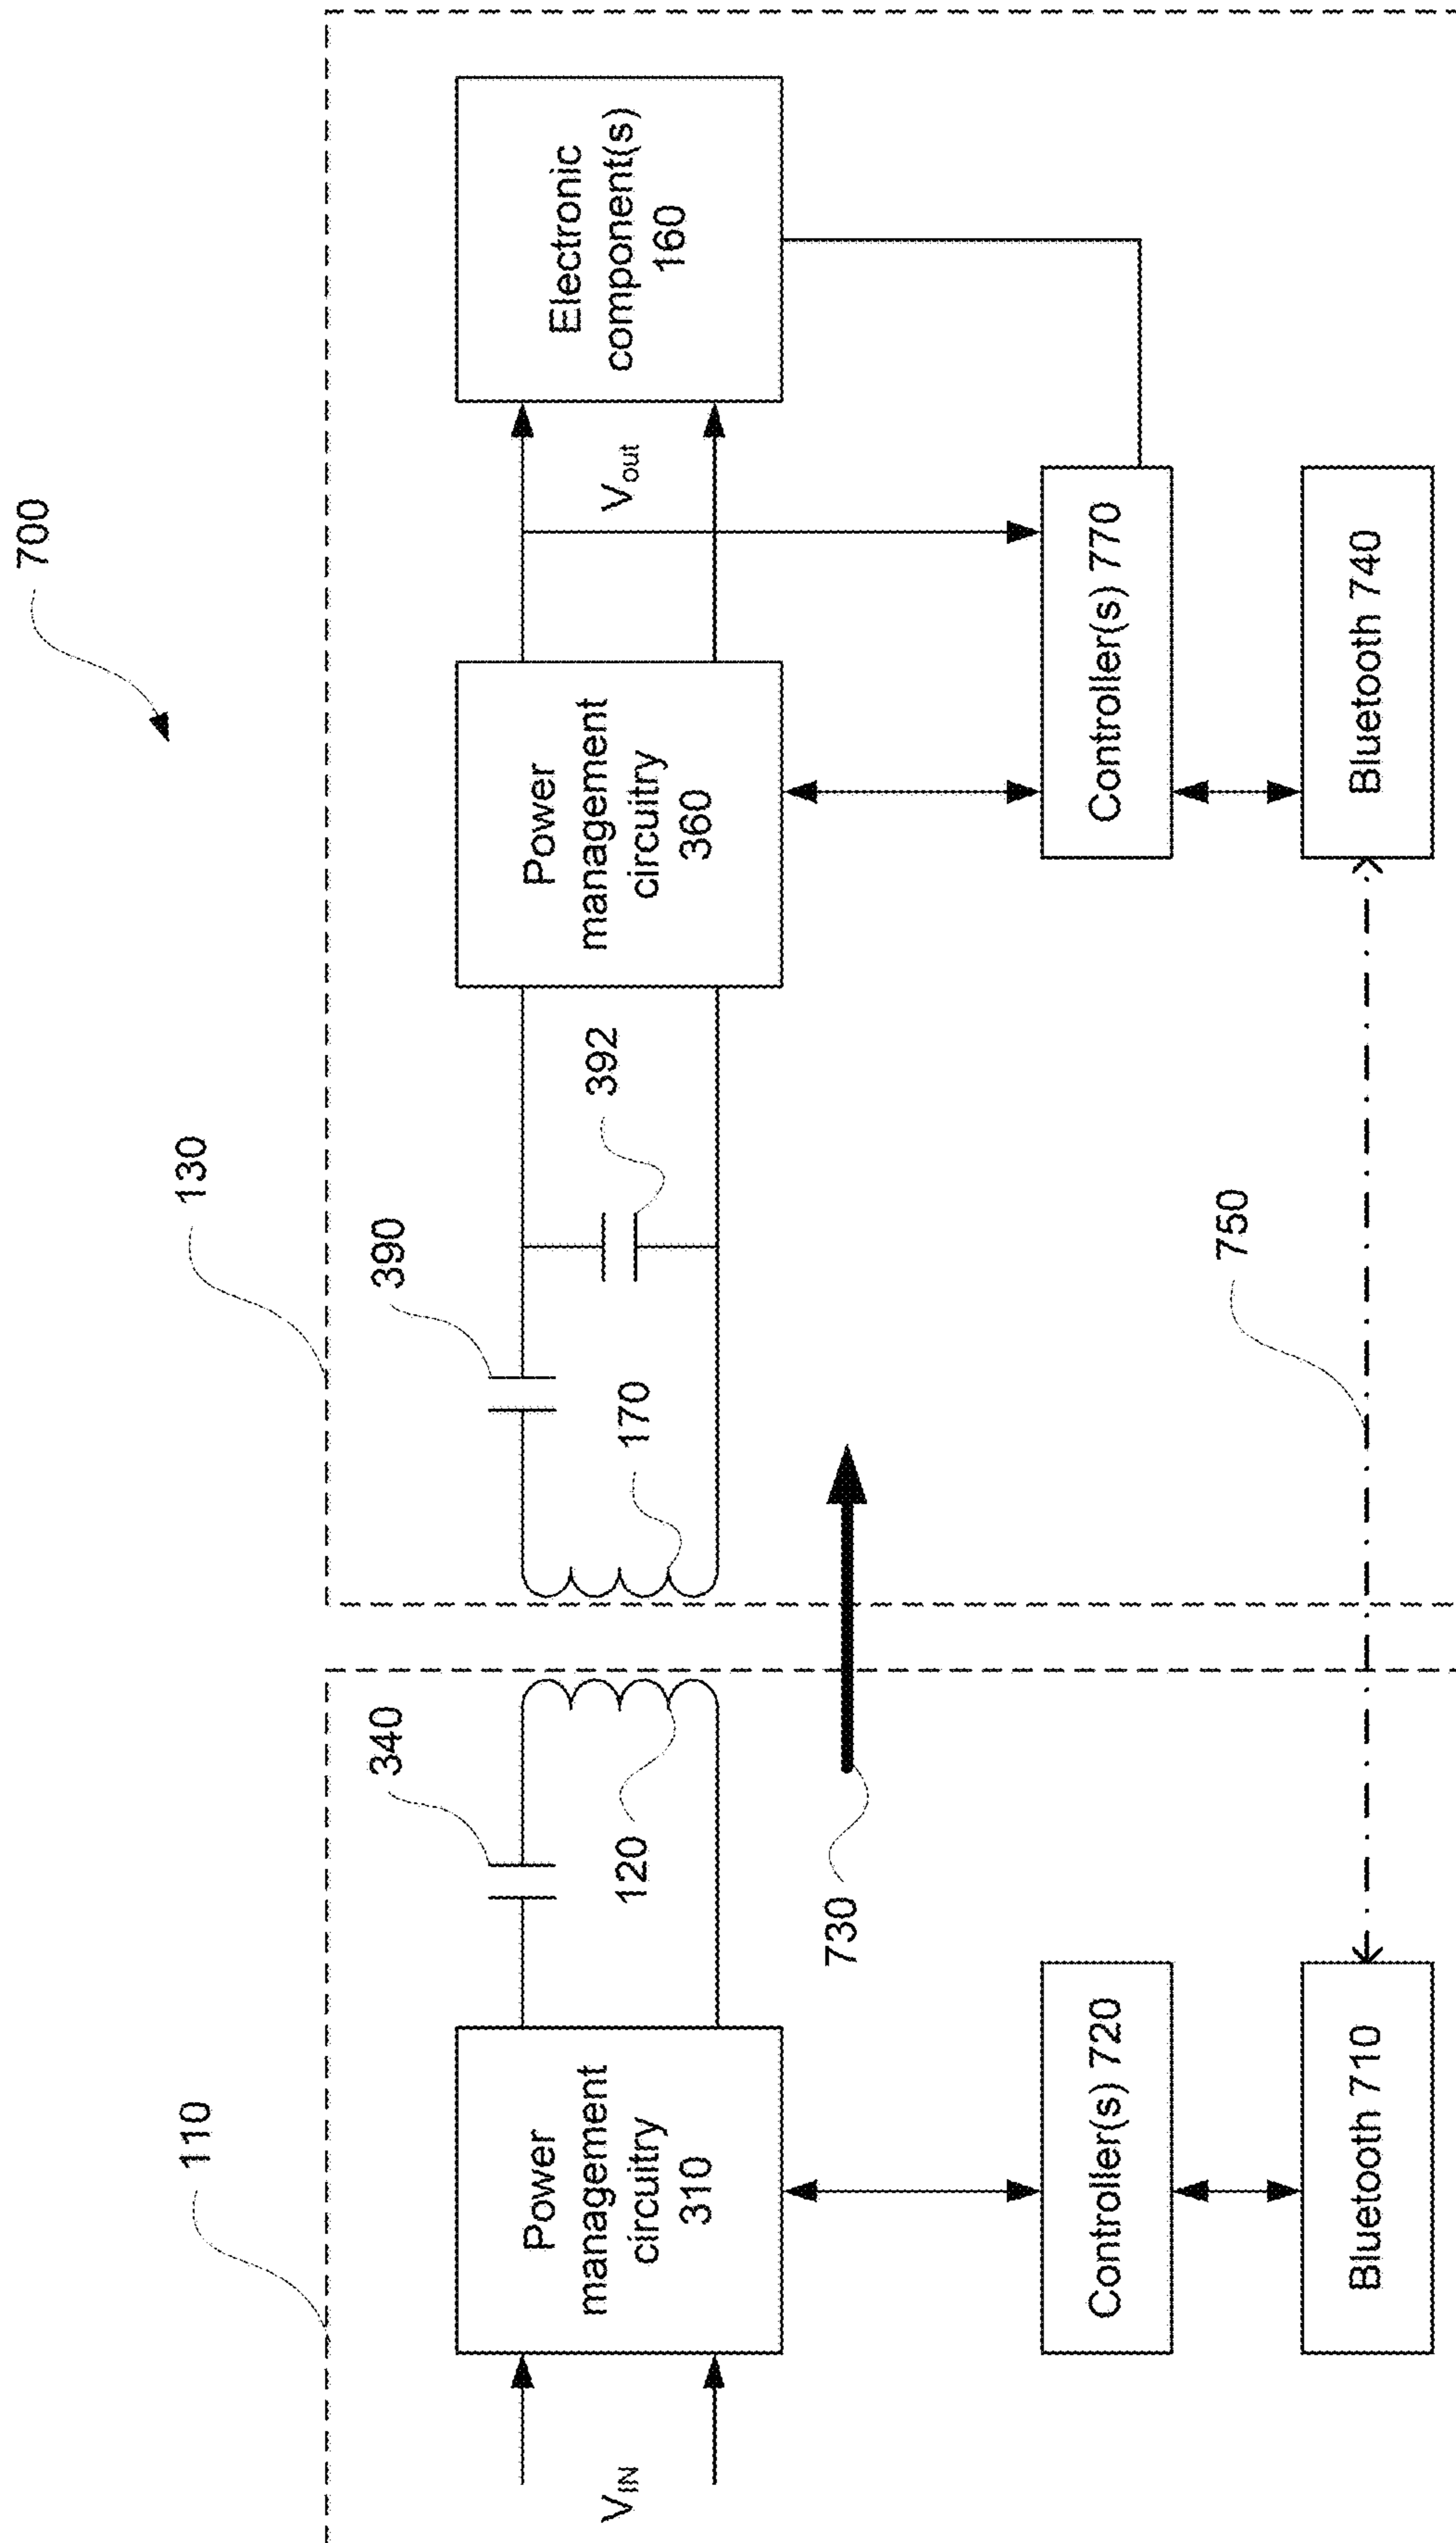 700
110
130
V_IN
Power
management
circuitry
310
340
120
170
390
392
Power
management
circuitry
360
V_out
Electronic
component(s)
160
730
Controller(s) 720
Controller(s) 770
750
Bluetooth 710
Bluetooth 740